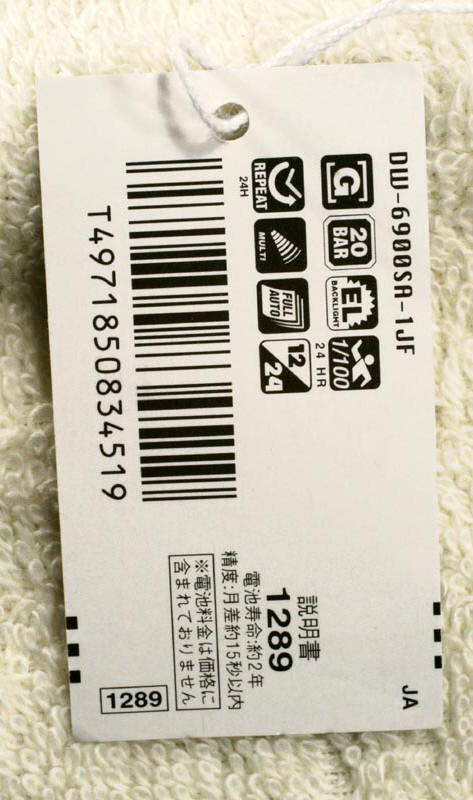 DW-6900SA-1JF
G
20
BAR
EL
BACKLIGHT
1/100
24 HR
REPEAT
24H
MULTI
FULL
AUTO
12/24
T4971850834519
説明書
1289
電池寿命:約2年
精度:月差約15秒以内
※電池料金は価格に
含まれておりません
JA
1289